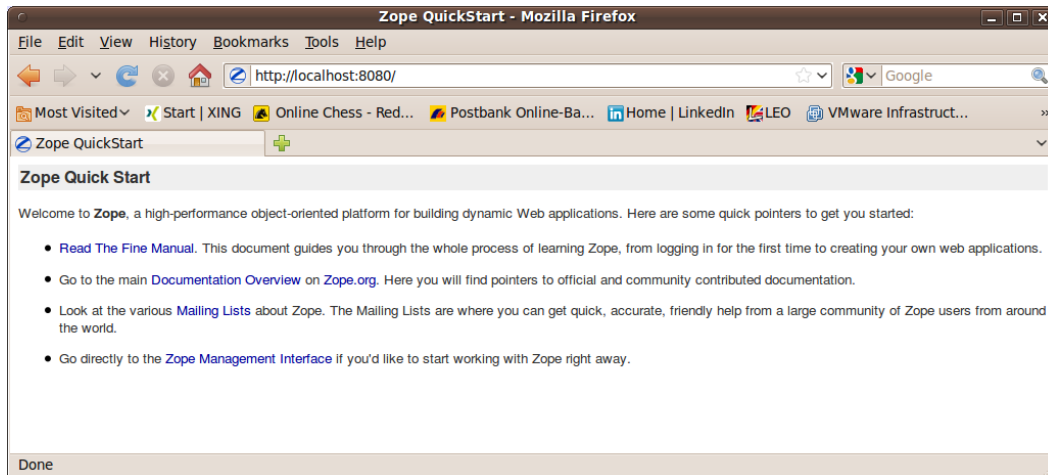 Zope QuickStart - Mozilla Firefox
File Edit View History Bookmarks Tools Help
http://localhost:8080/ Google
Most Visited Start | XING Online Chess - Red... Postbank Online-Ba... Home | LinkedIn LEO VMware Infrastruct... »
Zope QuickStart
Zope Quick Start
Welcome to Zope, a high-performance object-oriented platform for building dynamic Web applications. Here are some quick pointers to get you started:
• Read The Fine Manual. This document guides you through the whole process of learning Zope, from logging in for the first time to creating your own web applications.
• Go to the main Documentation Overview on Zope.org. Here you will find pointers to official and community contributed documentation.
• Look at the various Mailing Lists about Zope. The Mailing Lists are where you can get quick, accurate, friendly help from a large community of Zope users from around
the world.
• Go directly to the Zope Management Interface if you'd like to start working with Zope right away.
Done